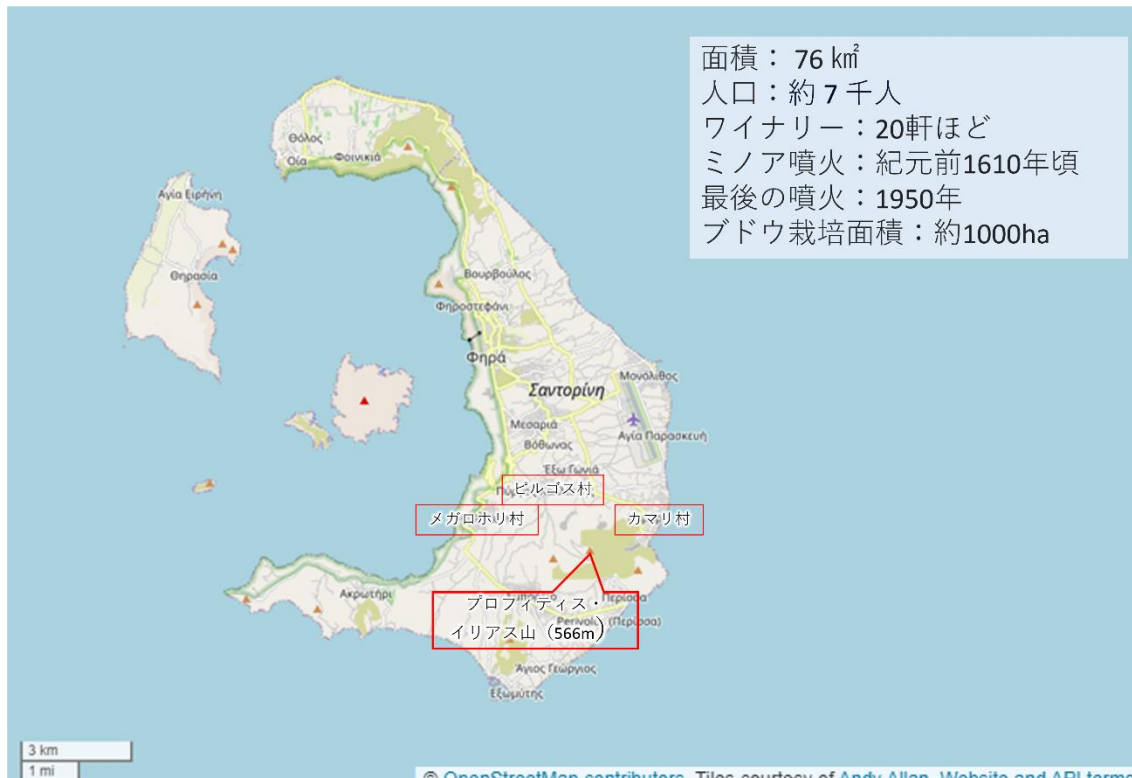 面積： 76 ㎢
人口：約 7 千人
ワイナリー：20軒ほど
ミノア噴火：紀元前1610年頃
最後の噴火：1950年
ブドウ栽培面積：約1000ha
Θόλος
Οία
Φοινικιά
Αγία Ειρήνη
Θηρασία
Βουρβούλος
Φηροστεφάνι
Φηρά
Μονόλιθος
Σαντορίνη
Μεσαριά
Αγία Παρασκευή
Βόθωνας
Έξω Γωνιά
ピルゴス村
メガロホリ村
カマリ村
Ακρωτήρι
Περίσσα
プロフィティス・
イリアス山（566m）
(Περίσσα)
Άγιος Γεώργιος
Εξωμύτης
3 km
1 mi
© OpenStreetMap contributors, Tiles courtesy of Andy Allan, Website and API terms